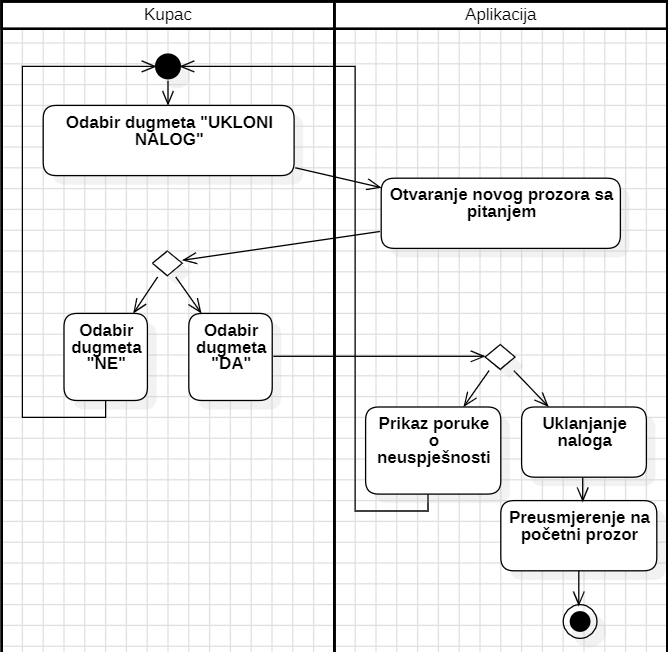 Kupac
Aplikacija
Odabir dugmeta "UKLONI
NALOG"
Otvaranje novog prozora sa
pitanjem
Odabir
dugmeta
"NE"
Odabir
dugmeta
"DA"
Prikaz poruke
o
neuspješnosti
Uklanjanje
naloga
Preusmjerenje na
početni prozor